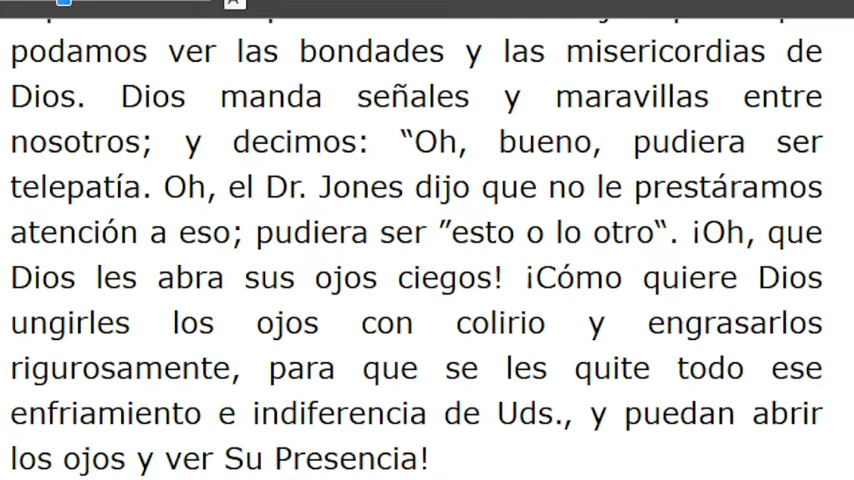 podamos ver las bondades y las misericordias de
Dios. Dios manda señales y maravillas entre
nosotros; y decimos: “Oh, bueno, pudiera ser
telepatía. Oh, el Dr. Jones dijo que no le prestáramos
atención a eso; pudiera ser ”esto o lo otro“. ¡Oh, que
Dios les abra sus ojos ciegos! ¡Cómo quiere Dios
ungirles los ojos con colirio y engrasarlos
rigurosamente, para que se les quite todo ese
enfriamiento e indiferencia de Uds., y puedan abrir
los ojos y ver Su Presencia!